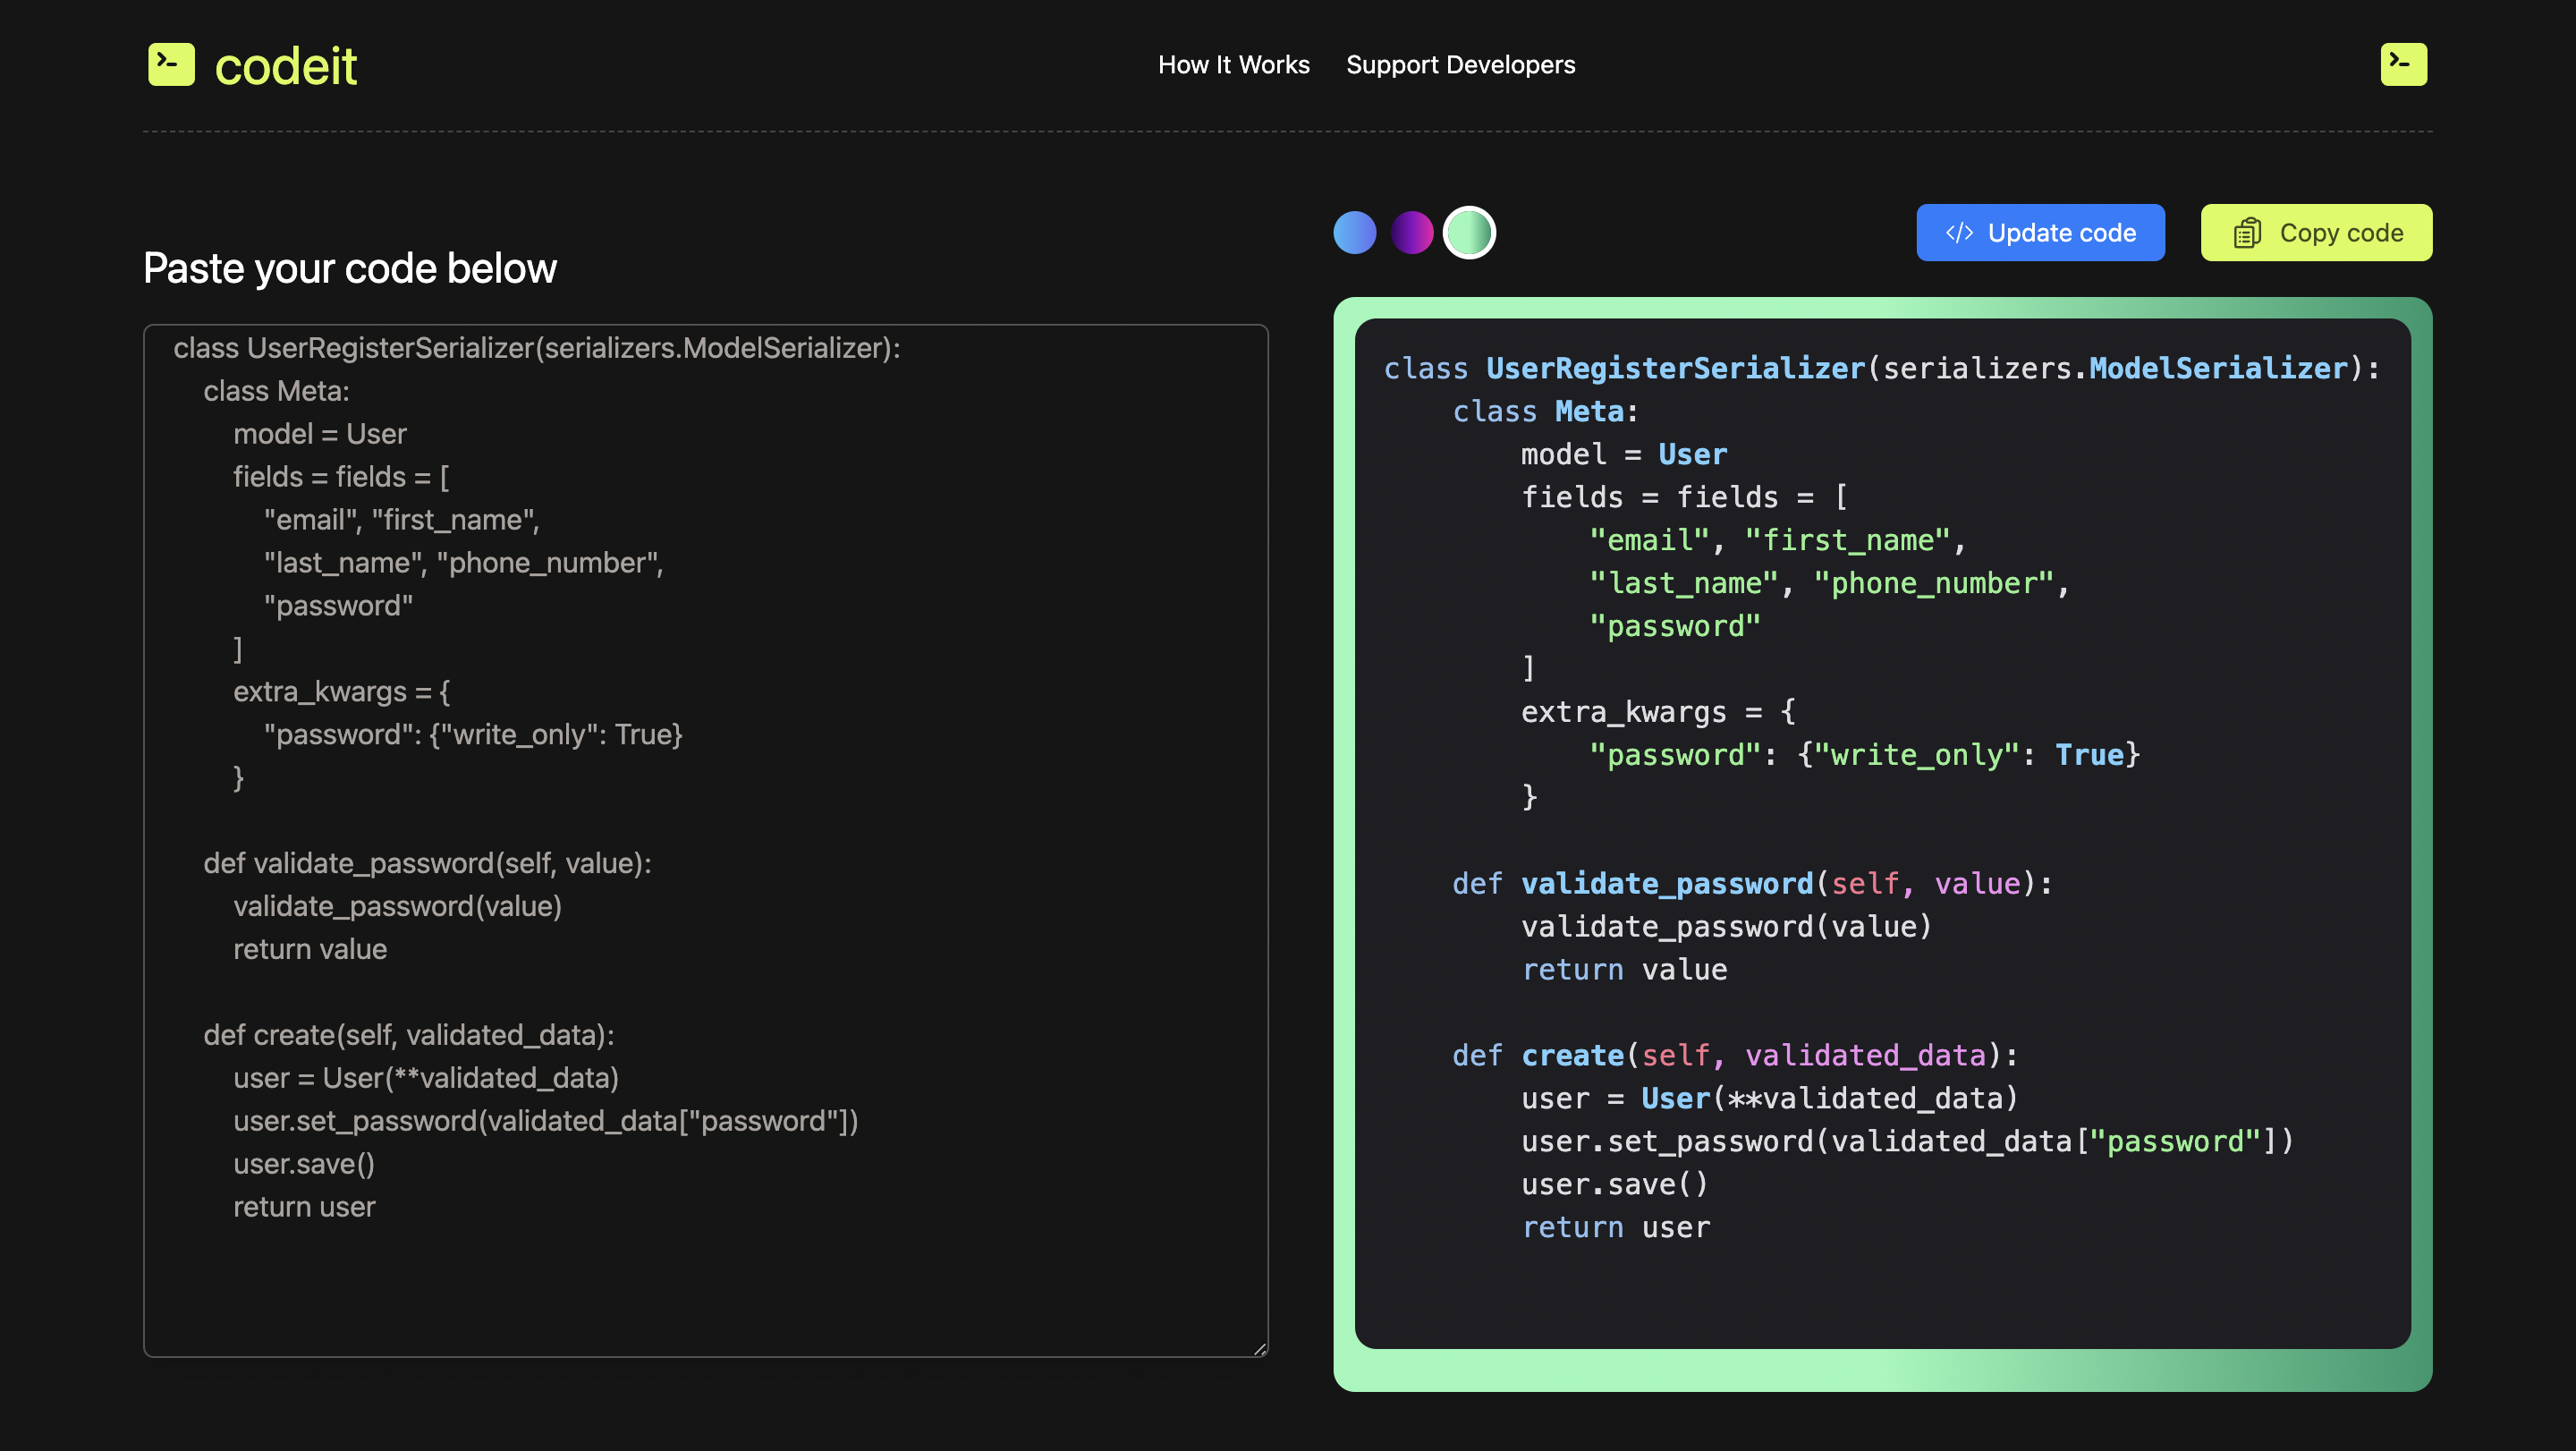 >_ codeit
How It Works
Support Developers
>_
Paste your code below
class UserRegisterSerializer(serializers.ModelSerializer):
    class Meta:
        model = User
        fields = fields = [
            "email", "first_name",
            "last_name", "phone_number",
            "password"
        ]
        extra_kwargs = {
            "password": {"write_only": True}
        }

    def validate_password(self, value):
        validate_password(value)
        return value

    def create(self, validated_data):
        user = User(**validated_data)
        user.set_password(validated_data["password"])
        user.save()
        return user
</> Update code
Copy code
class UserRegisterSerializer(serializers.ModelSerializer):
    class Meta:
        model = User
        fields = fields = [
            "email", "first_name",
            "last_name", "phone_number",
            "password"
        ]
        extra_kwargs = {
            "password": {"write_only": True}
        }

    def validate_password(self, value):
        validate_password(value)
        return value

    def create(self, validated_data):
        user = User(**validated_data)
        user.set_password(validated_data["password"])
        user.save()
        return user